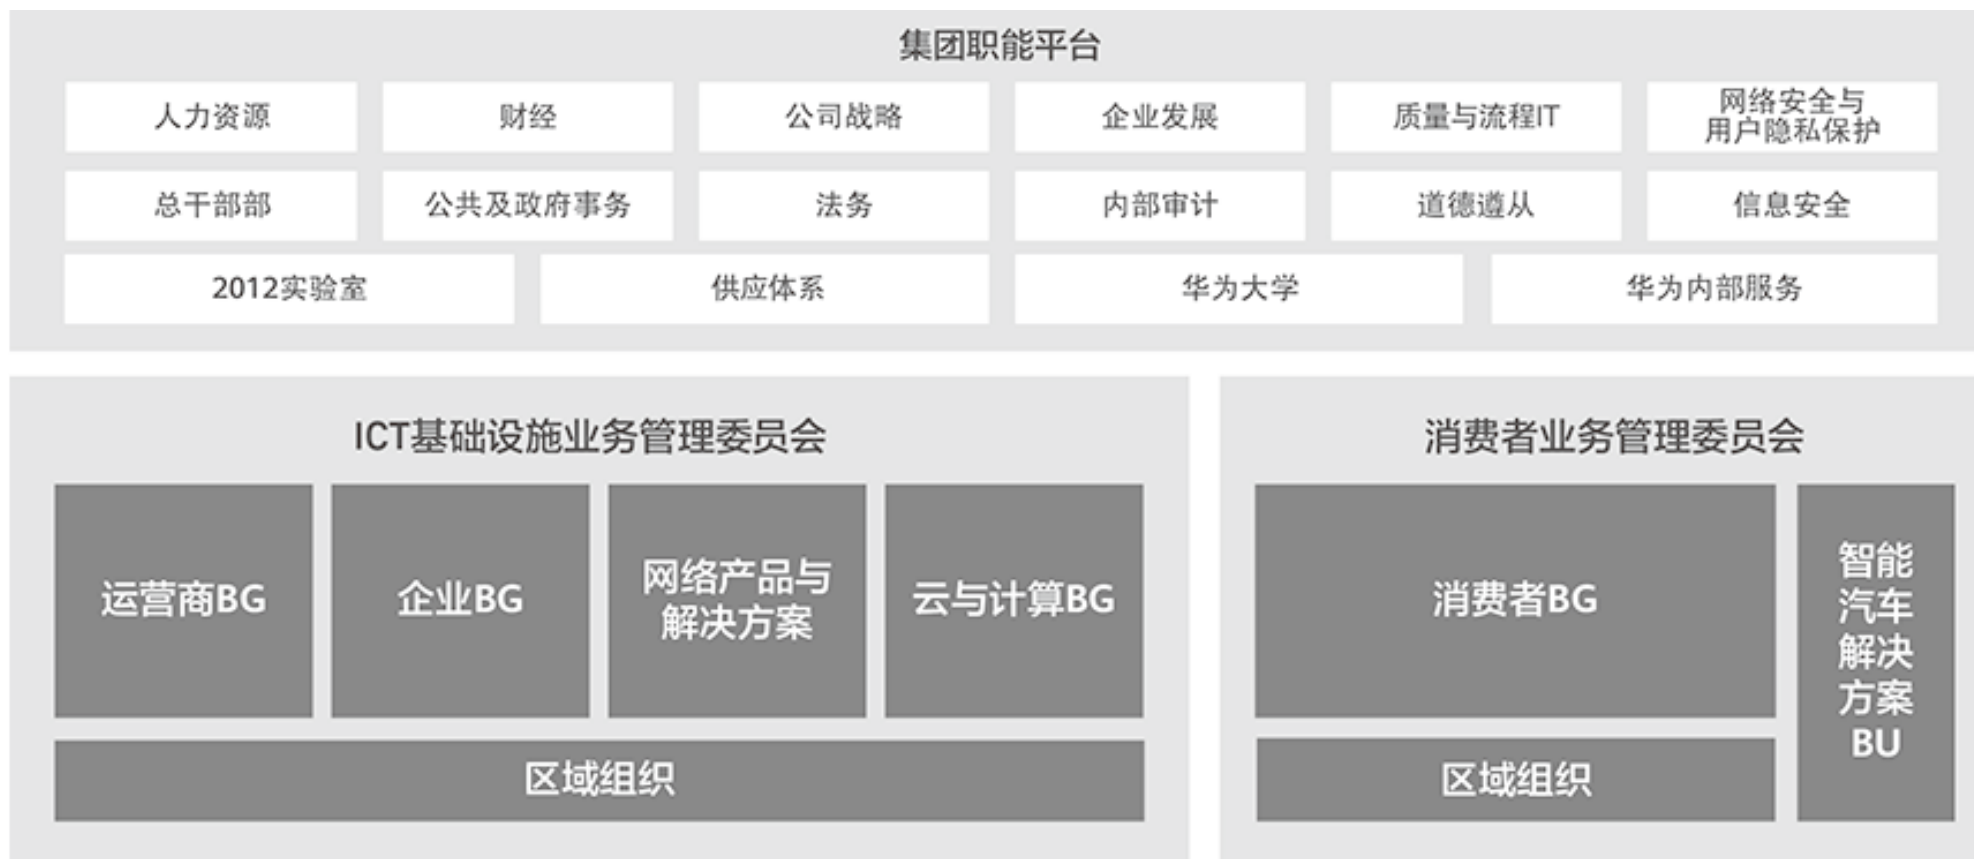 集团职能平台
人力资源
财经
公司战略
企业发展
质量与流程IT
网络安全与
用户隐私保护
总干部部
公共及政府事务
法务
内部审计
道德遵从
信息安全
2012实验室
供应体系
华为大学
华为内部服务
ICT基础设施业务管理委员会
运营商BG
企业BG
网络产品与
解决方案
云与计算BG
区域组织
消费者业务管理委员会
消费者BG
区域组织
智能
汽车
解决
方案
BU